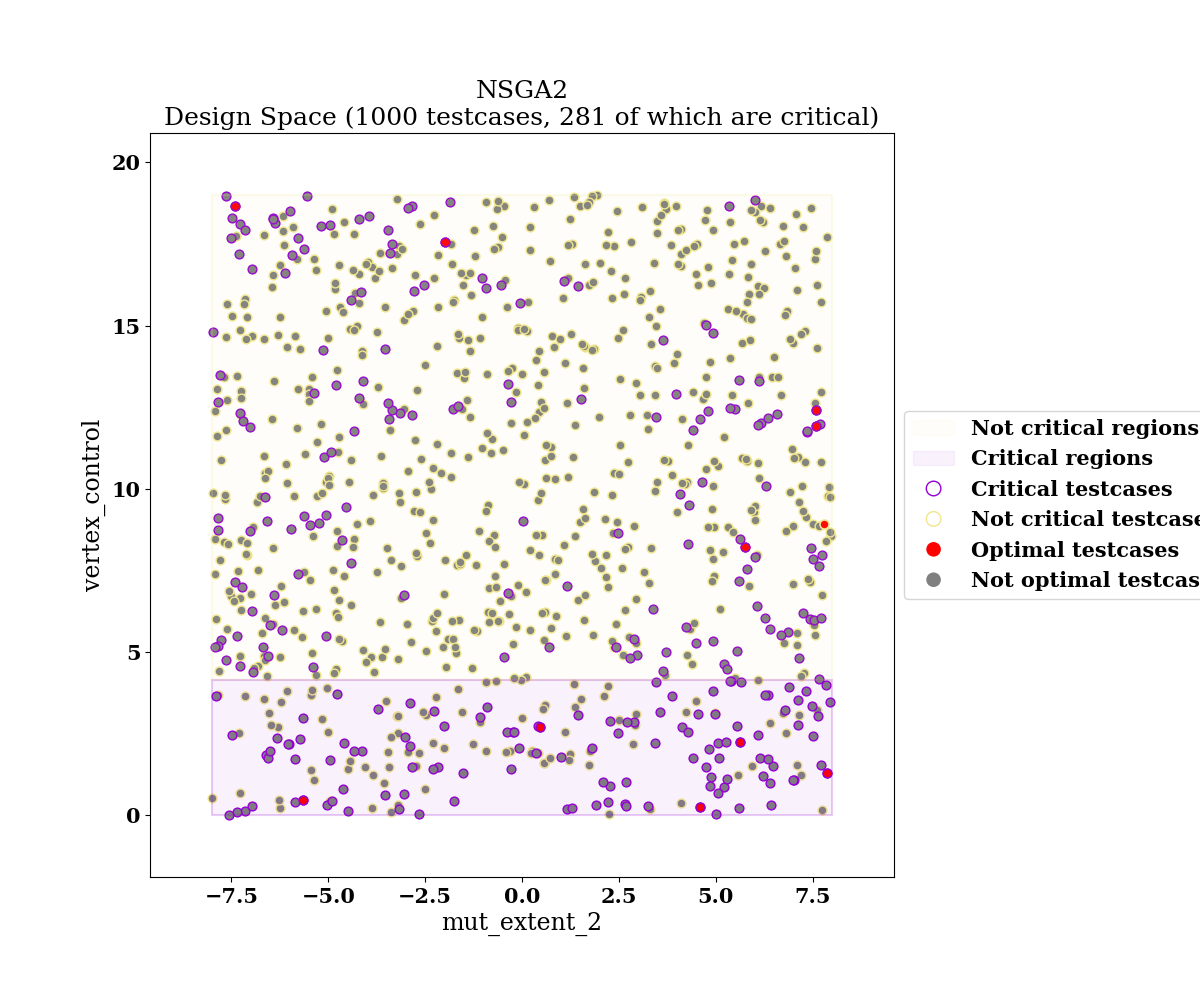 NSGA2
Design Space (1000 testcases, 281 of which are critical)
20
15
10
5
0
vertex_control
−7.5 −5.0 −2.5 0.0 2.5 5.0 7.5
mut_extent_2
Not critical regions
Critical regions
Critical testcases
Not critical testcase
Optimal testcases
Not optimal testcas